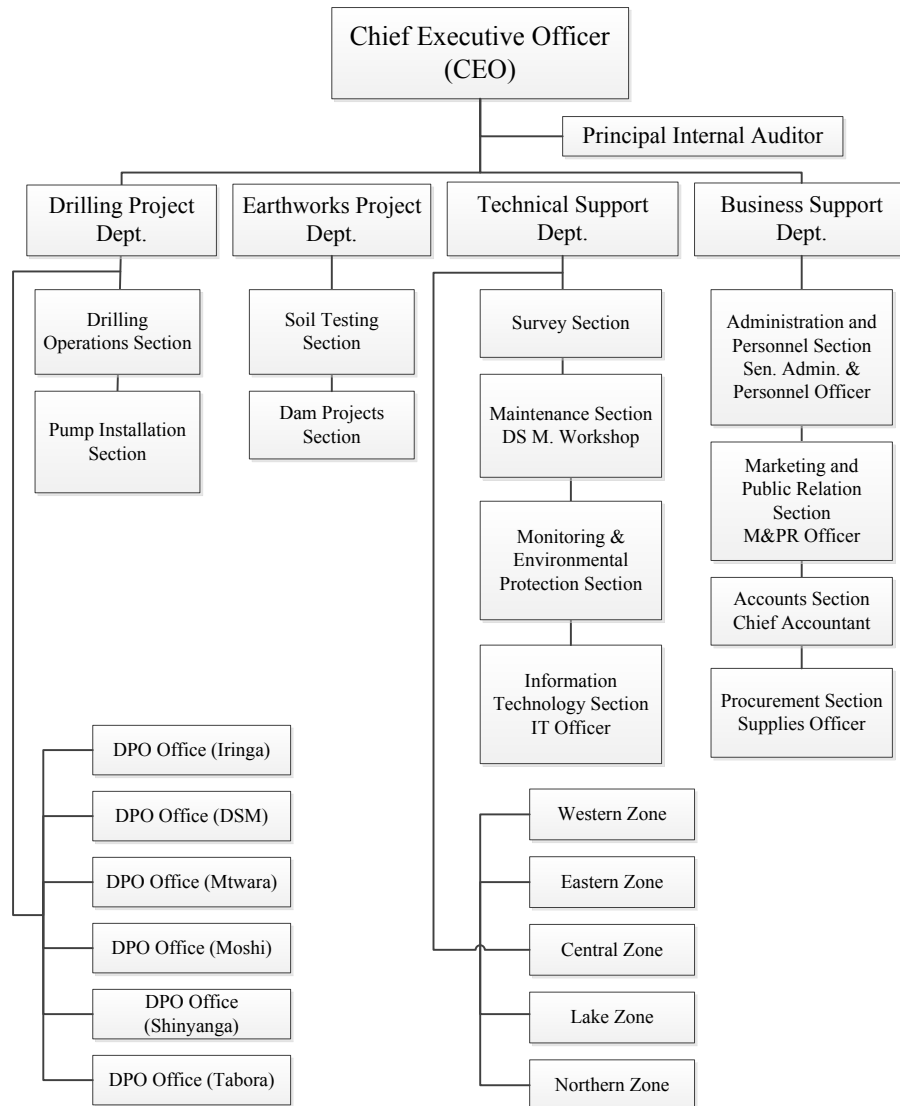 Chief Executive Officer
(CEO)
Principal Internal Auditor
Drilling Project
Dept.
Earthworks Project
Dept.
Technical Support
Dept.
Business Support
Dept.
Drilling
Operations Section
Pump Installation
Section
Soil Testing
Section
Dam Projects
Section
Survey Section
Maintenance Section
DS M. Workshop
Monitoring &
Environmental
Protection Section
Information
Technology Section
IT Officer
Administration and
Personnel Section
Sen. Admin. &
Personnel Officer
Marketing and
Public Relation
Section
M&PR Officer
Accounts Section
Chief Accountant
Procurement Section
Supplies Officer
DPO Office (Iringa)
DPO Office (DSM)
DPO Office (Mtwara)
DPO Office (Moshi)
DPO Office
(Shinyanga)
DPO Office (Tabora)
Western Zone
Eastern Zone
Central Zone
Lake Zone
Northern Zone